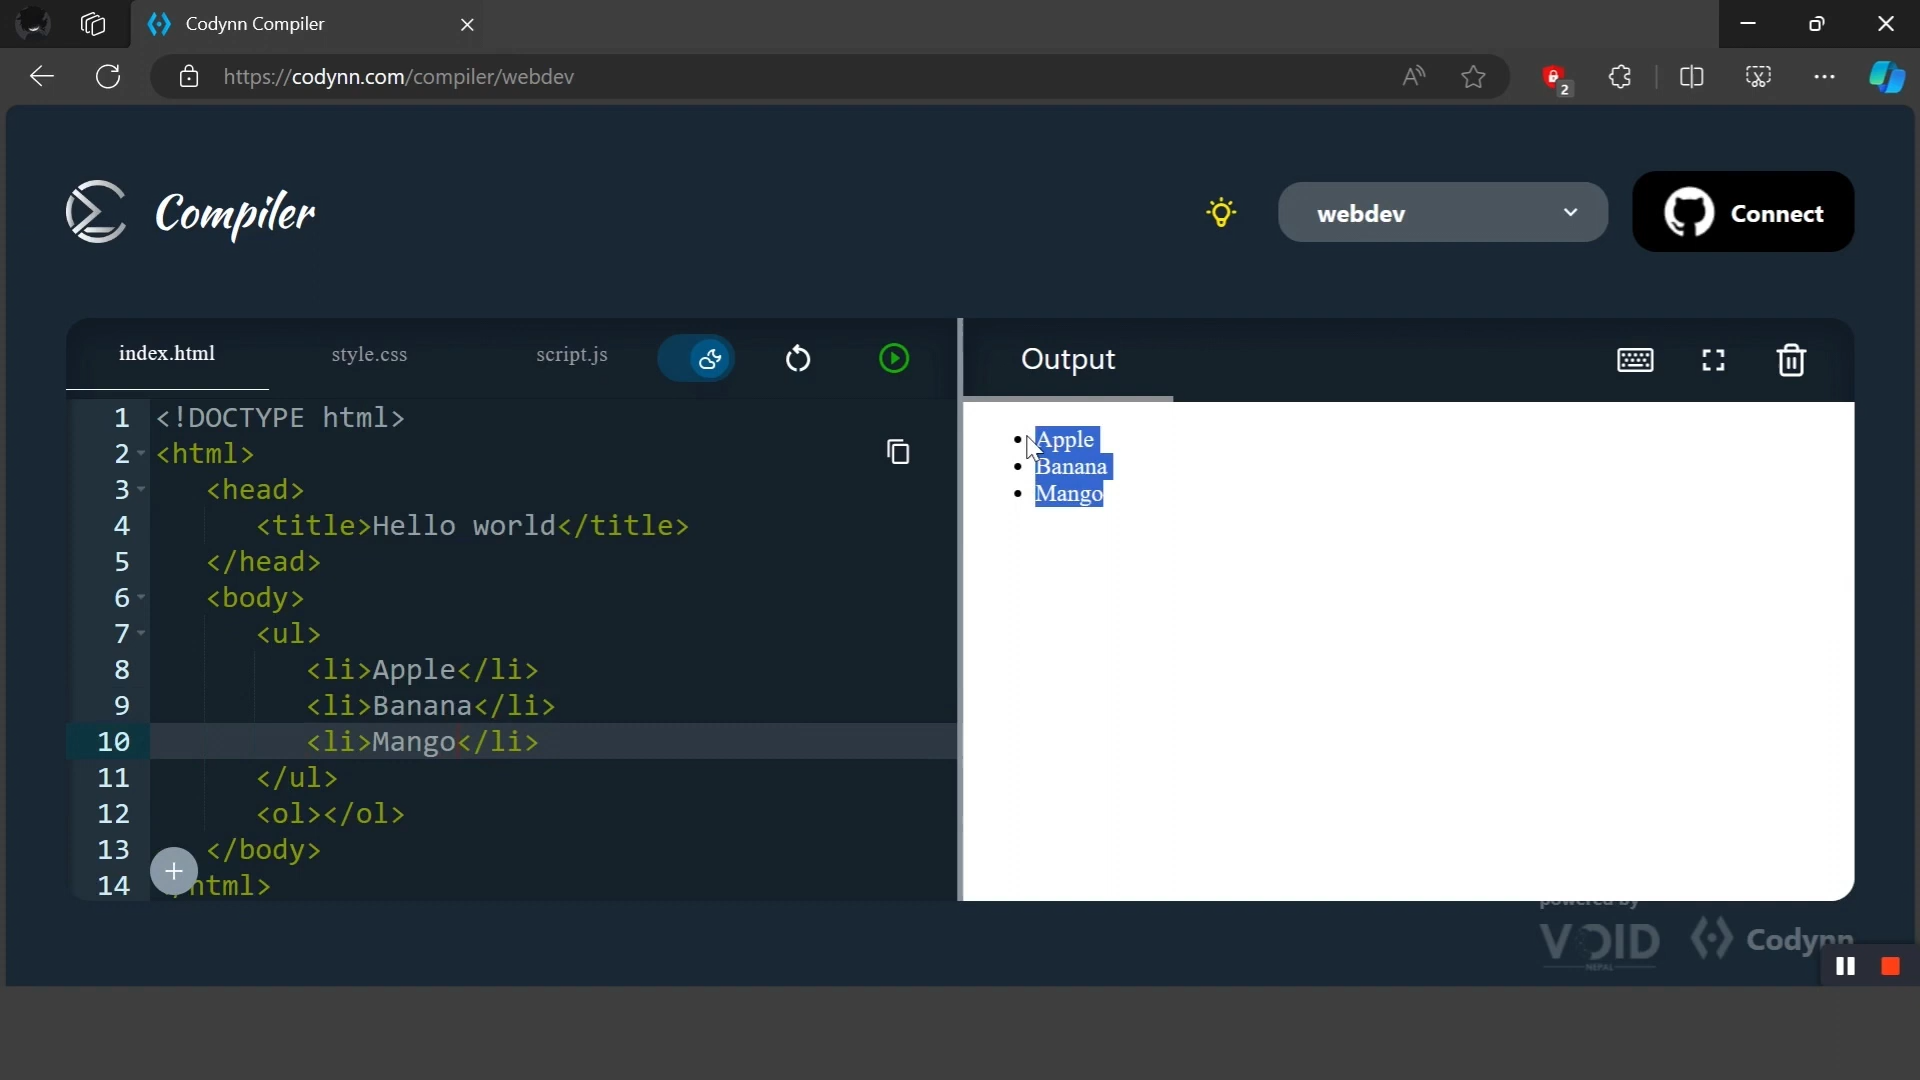 Codynn Compiler
https://codynn.com/compiler/webdev
2
Compiler
webdev
Connect
index.html
style.css
script.js
Output
1 <!DOCTYPE html>
2 <html>
3 <head>
4 <title>Hello world</title>
5 </head>
6 <body>
7 <ul>
8 <li>Apple</li>
9 <li>Banana</li>
10 <li>Mango</li>
11 </ul>
12 <ol></ol>
13 </body>
14 html>
Apple
Banana
Mango
powered by
VOID
NEPAL
Codynn